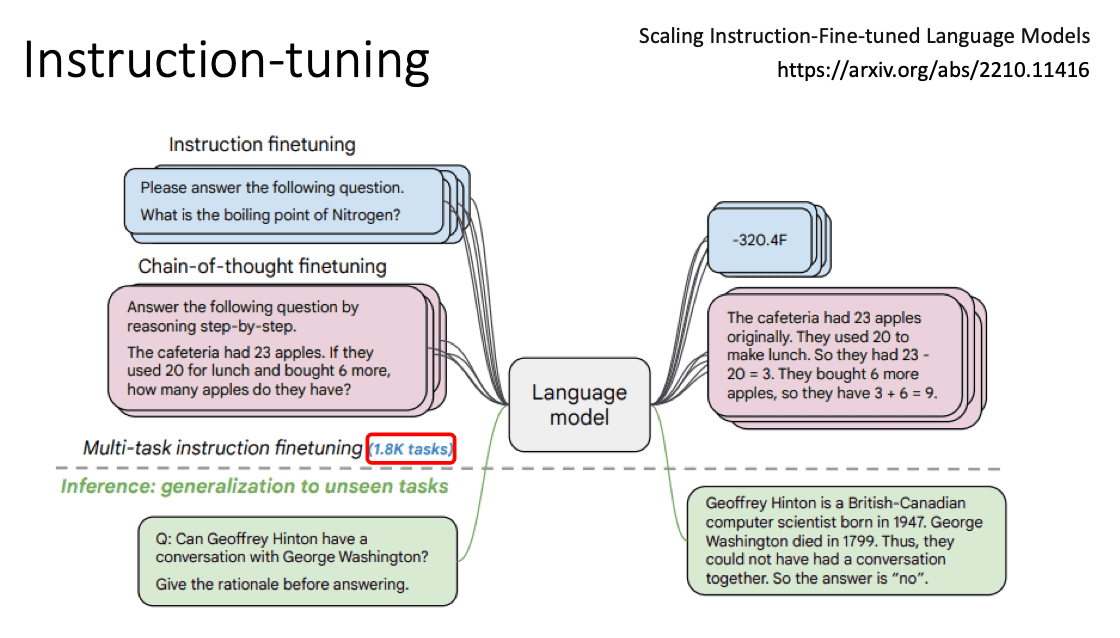 Instruction-tuning
Scaling Instruction-Fine-tuned Language Models
https://arxiv.org/abs/2210.11416
Instruction finetuning
Please answer the following question.
What is the boiling point of Nitrogen?
-320.4F
Chain-of-thought finetuning
Answer the following question by
reasoning step-by-step.
The cafeteria had 23 apples. If they
used 20 for lunch and bought 6 more,
how many apples do they have?
Language
model
The cafeteria had 23 apples
originally. They used 20 to
make lunch. So they had 23 -
20 = 3. They bought 6 more
apples, so they have 3 + 6 = 9.
Multi-task instruction finetuning (1.8K tasks)
Inference: generalization to unseen tasks
Q: Can Geoffrey Hinton have a
conversation with George Washington?
Give the rationale before answering.
Geoffrey Hinton is a British-Canadian
computer scientist born in 1947. George
Washington died in 1799. Thus, they
could not have had a conversation
together. So the answer is “no”.